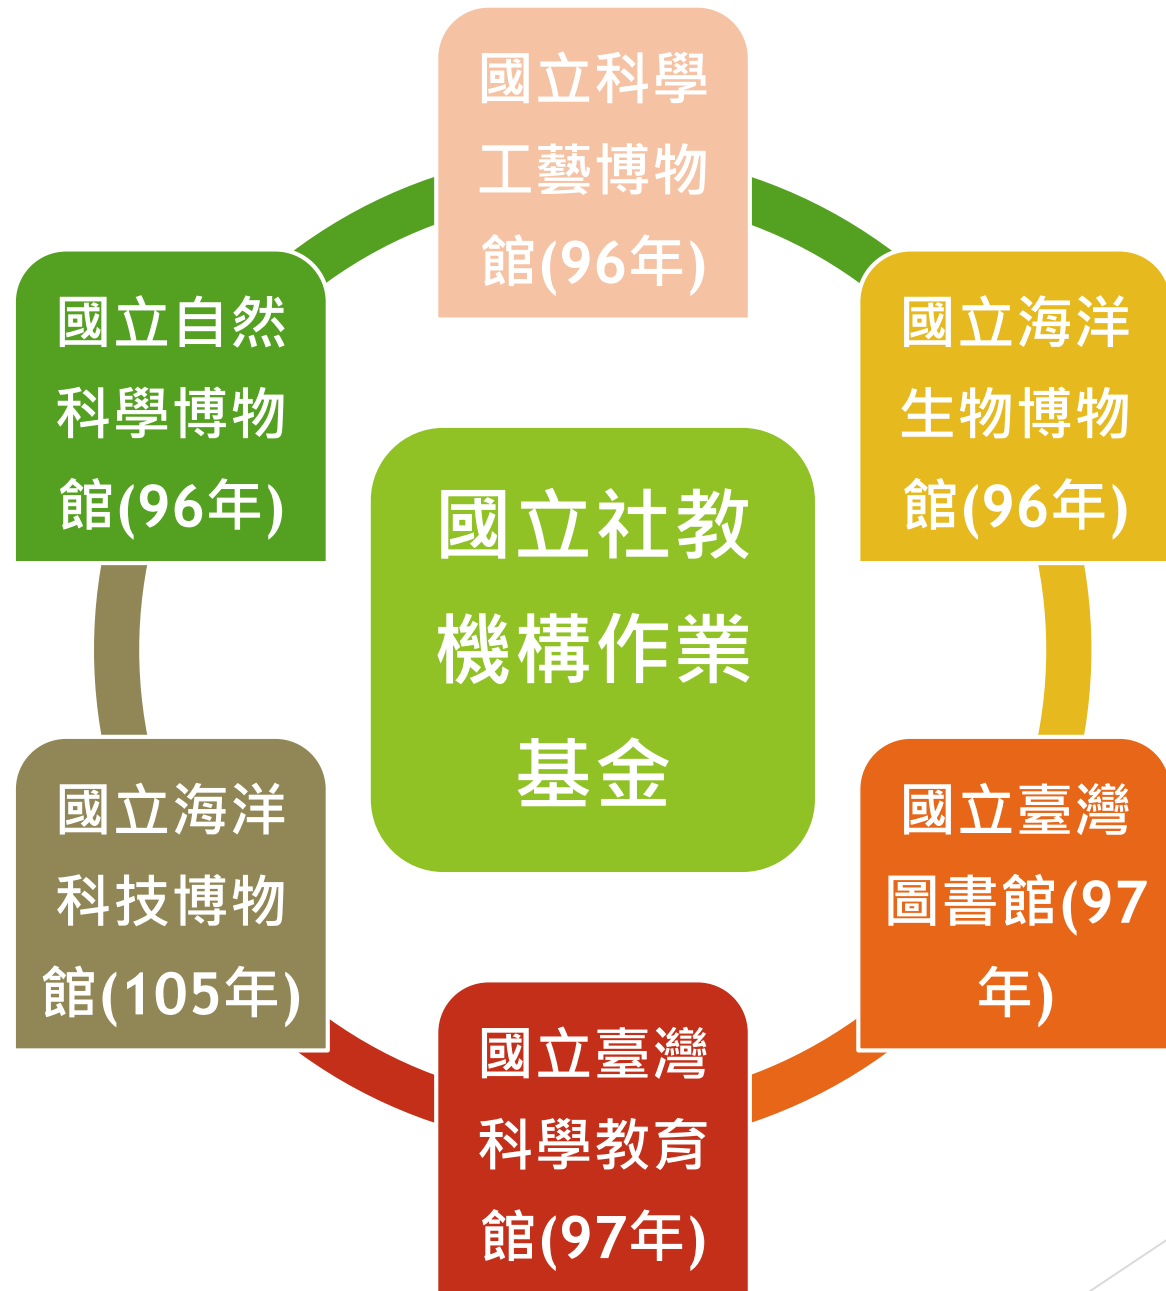 國立科學
工藝博物
館(96年)
國立自然
科學博物
館(96年)
國立海洋
生物博物
館(96年)
國立社教
機構作業
基金
國立海洋
科技博物
館(105年)
國立臺灣
圖書館(97
年)
國立臺灣
科學教育
館(97年)